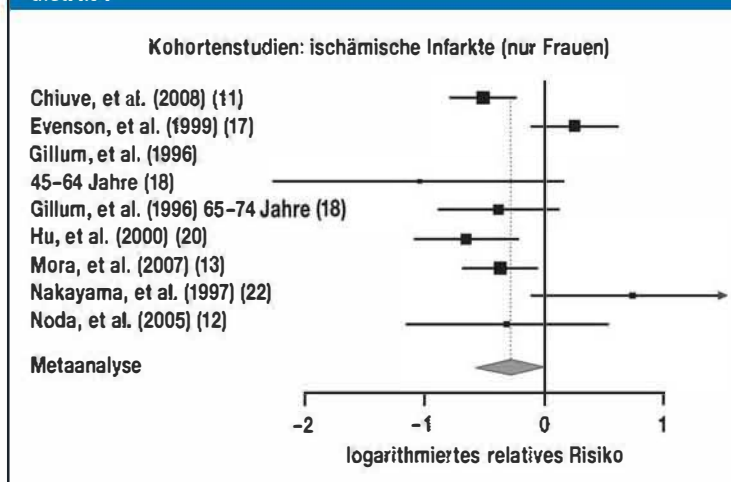 Kohortenstudien: ischämische Infarkte (nur Frauen)
Chiuve, et al. (2008) (11)
Evenson, et al. (1999) (17)
Gillum, et al. (1996)
45–64 Jahre (18)
Gillum, et al. (1996) 65–74 Jahre (18)
Hu, et al. (2000) (20)
Mora, et al. (2007) (13)
Nakayama, et al. (1997) (22)
Noda, et al. (2005) (12)
Metaanalyse
−2 −1 0 1
logarithmiertes relatives Risiko